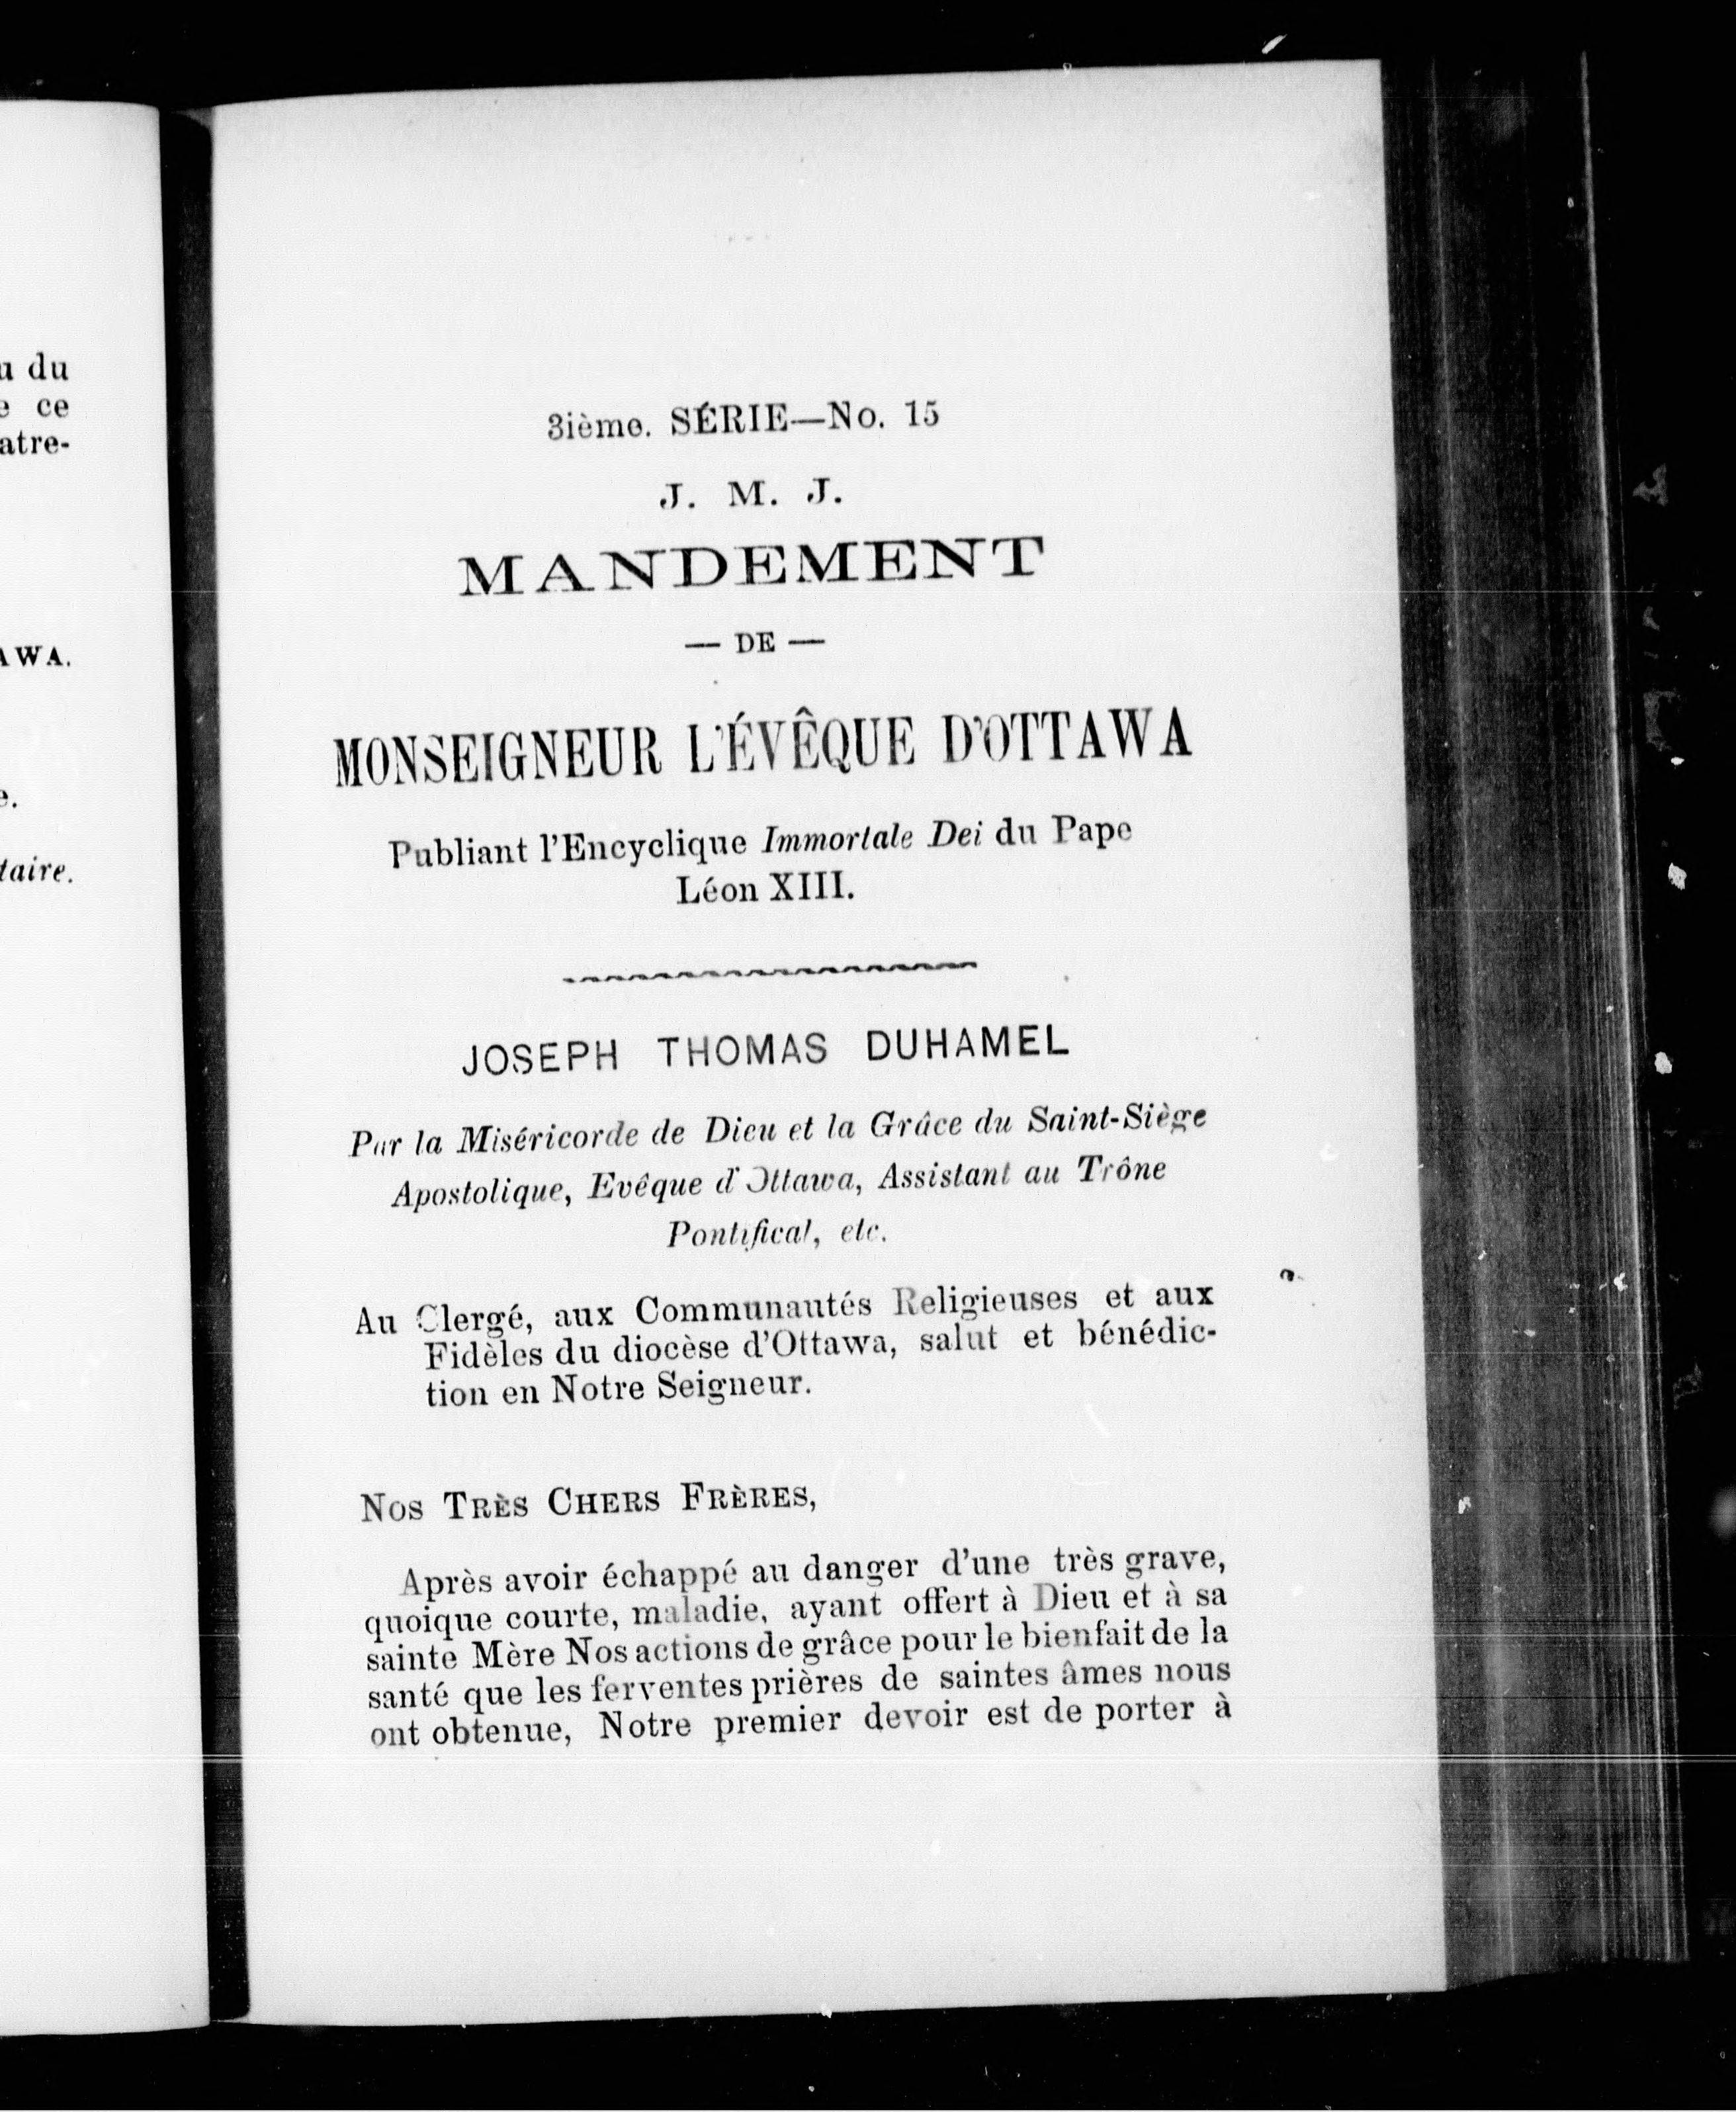 u du
e ce
atre-
AWA.
e.
taire.
3ième. SÉRIE—No. 15
J. M. J.
MANDEMENT
— DE —
MONSEIGNEUR L'ÉVÊQUE D'OTTAWA
Publiant l'Encyclique Immortale Dei du Pape
Léon XIII.
JOSEPH THOMAS DUHAMEL
Par la Miséricorde de Dieu et la Grâce du Saint-Siège
Apostolique, Evêque d'Ottawa, Assistant au Trône
Pontifical, etc.
Au Clergé, aux Communautés Religieuses et aux
Fidèles du diocèse d'Ottawa, salut et bénédic-
tion en Notre Seigneur.
NOS TRÈS CHERS FRÈRES,
Après avoir échappé au danger d'une très grave,
quoique courte, maladie, ayant offert à Dieu et à sa
sainte Mère Nos actions de grâce pour le bienfait de la
santé que les ferventes prières de saintes âmes nous
ont obtenue, Notre premier devoir est de porter à